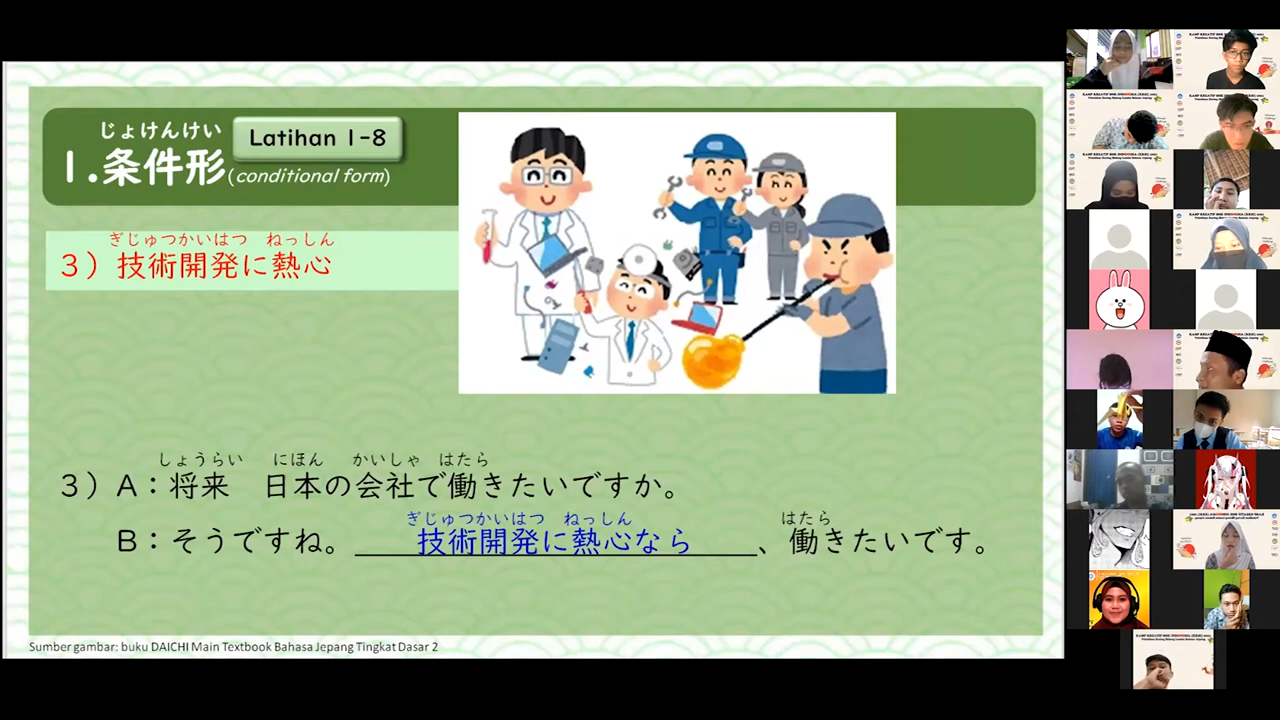 じょけんけい
1.条件形(conditional form)
Latihan 1-8
ぎじゅつかいはつ ねっしん
3）技術開発に熱心
しょうらい にほん かいしゃ はたら
3）A：将来 日本の会社で働きたいですか。
ぎじゅつかいはつ ねっしん はたら
B：そうですね。技術開発に熱心なら、働きたいです。
Sumber gambar: buku DAICHI Main Textbook Bahasa Jepang Tingkat Dasar 2